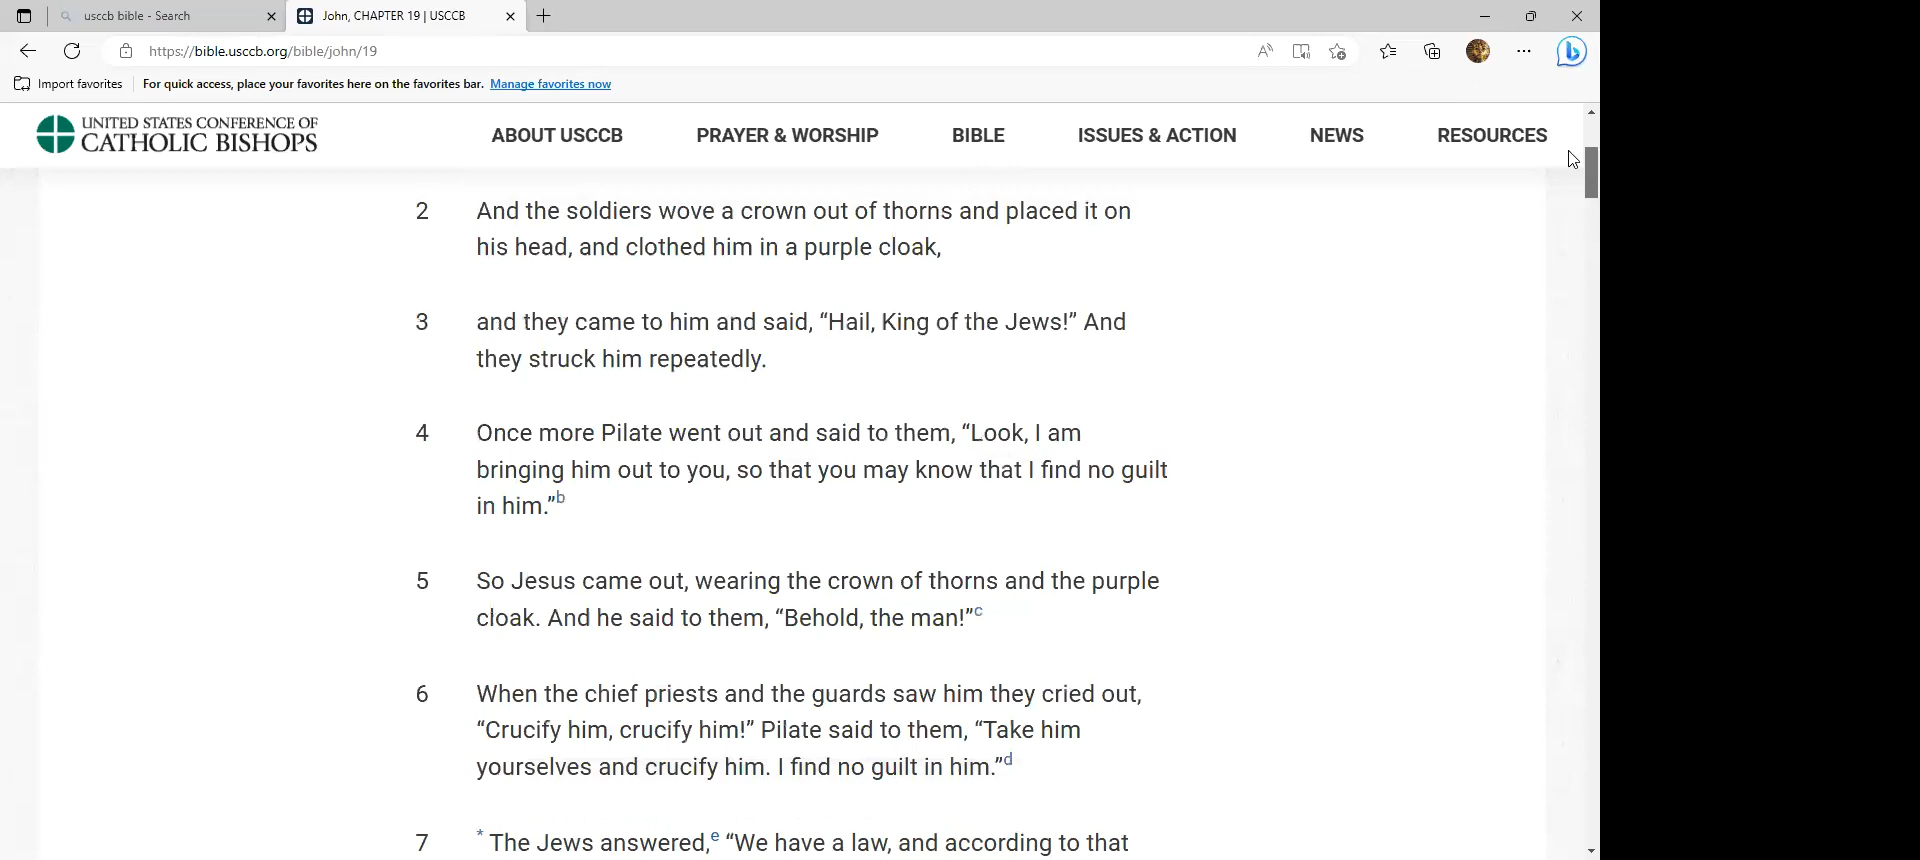 usccb bible - Search
John, CHAPTER 19 | USCCB
https://bible.usccb.org/bible/john/19
Import favorites
For quick access, place your favorites here on the favorites bar. Manage favorites now
UNITED STATES CONFERENCE OF
CATHOLIC BISHOPS
ABOUT USCCB PRAYER & WORSHIP BIBLE ISSUES & ACTION NEWS RESOURCES
2 And the soldiers wove a crown out of thorns and placed it on
his head, and clothed him in a purple cloak,
3 and they came to him and said, “Hail, King of the Jews!” And
they struck him repeatedly.
4 Once more Pilate went out and said to them, “Look, I am
bringing him out to you, so that you may know that I find no guilt
in him.”b
5 So Jesus came out, wearing the crown of thorns and the purple
cloak. And he said to them, “Behold, the man!”c
6 When the chief priests and the guards saw him they cried out,
“Crucify him, crucify him!” Pilate said to them, “Take him
yourselves and crucify him. I find no guilt in him.”d
7 * The Jews answered,e “We have a law, and according to that